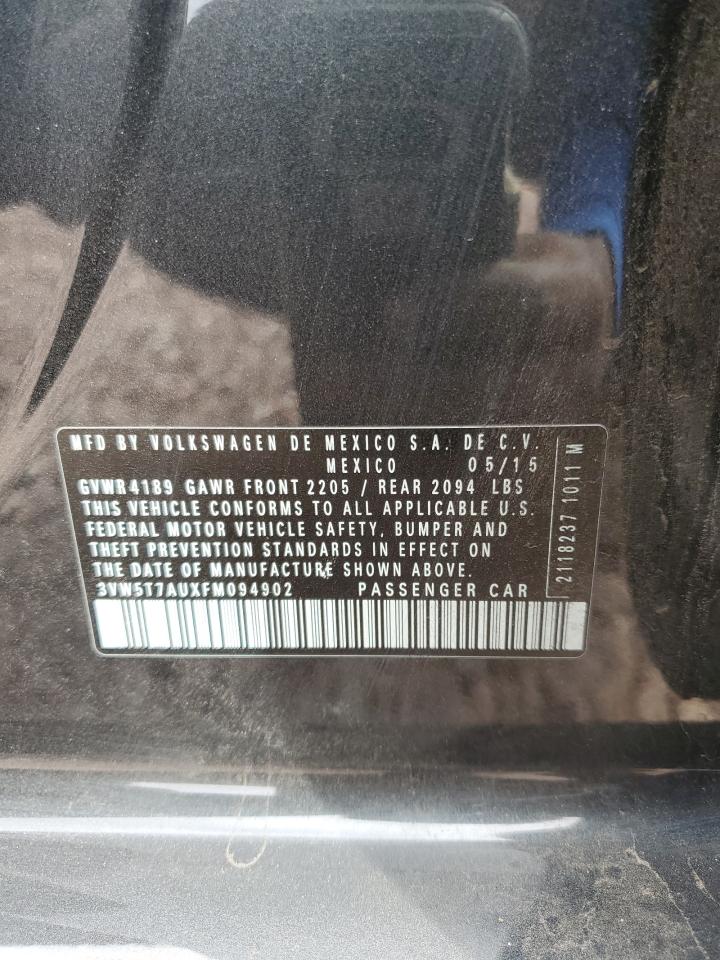 MFD BY VOLKSWAGEN DE MEXICO S.A. DE C.V.
MEXICO 05/15
GVWR4189 GAWR FRONT 2205 / REAR 2094 LBS
THIS VEHICLE CONFORMS TO ALL APPLICABLE U.S.
FEDERAL MOTOR VEHICLE SAFETY, BUMPER AND
THEFT PREVENTION STANDARDS IN EFFECT ON
THE DATE OF MANUFACTURE SHOWN ABOVE.
3VW5T7AUXFM094902 PASSENGER CAR
2118237 1011 M